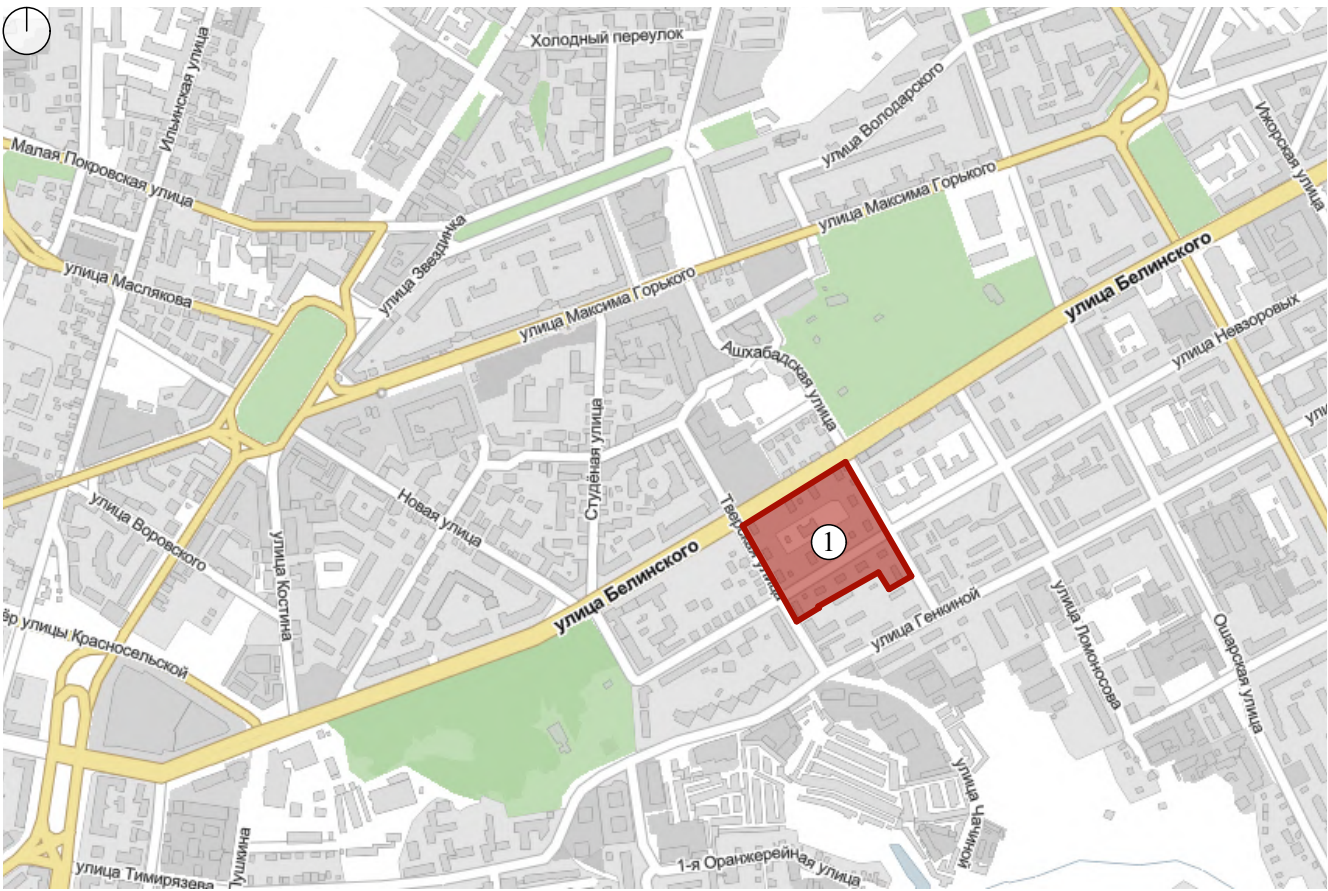 Холодный переулок
Ильинская улица
улица Володарского
Ижорская улица
Малая Покровская улица
улица Максима Горького
улица Звездинка
улица Белинского
улица Маслякова
улица Максима Горького
улица Невзоровых
Ашхабадская улица
Студёная улица
Новая улица
улица Воровского
Тверская улица
1
улица Костина
улица Белинского
улица Генкиной
улица Ломоносова
Ошарская улица
ёр улицы Красносельской
улица Чачиной
Пушкина
1-я Оранжерейная улица
улица Тимирязева